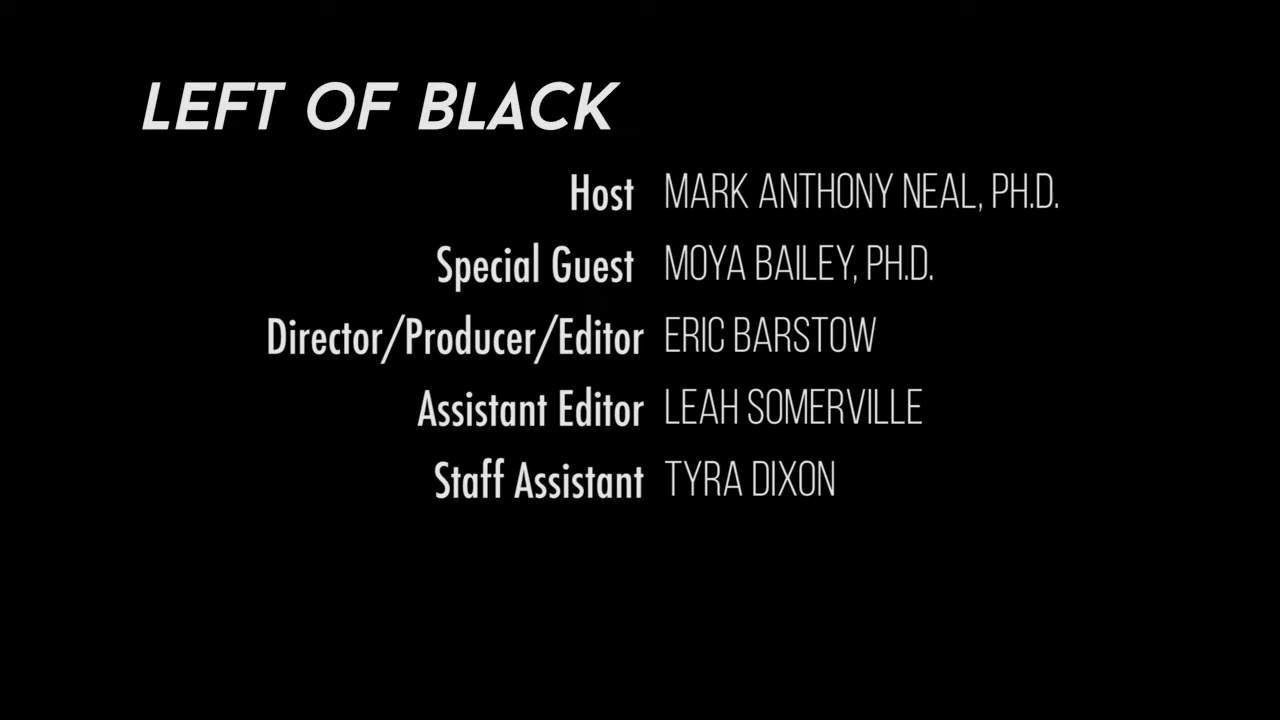 LEFT OF BLACK
Host MARK ANTHONY NEAL, PH.D.
Special Guest MOYA BAILEY, PH.D.
Director/Producer/Editor ERIC BARSTOW
Assistant Editor LEAH SOMERVILLE
Staff Assistant TYRA DIXON